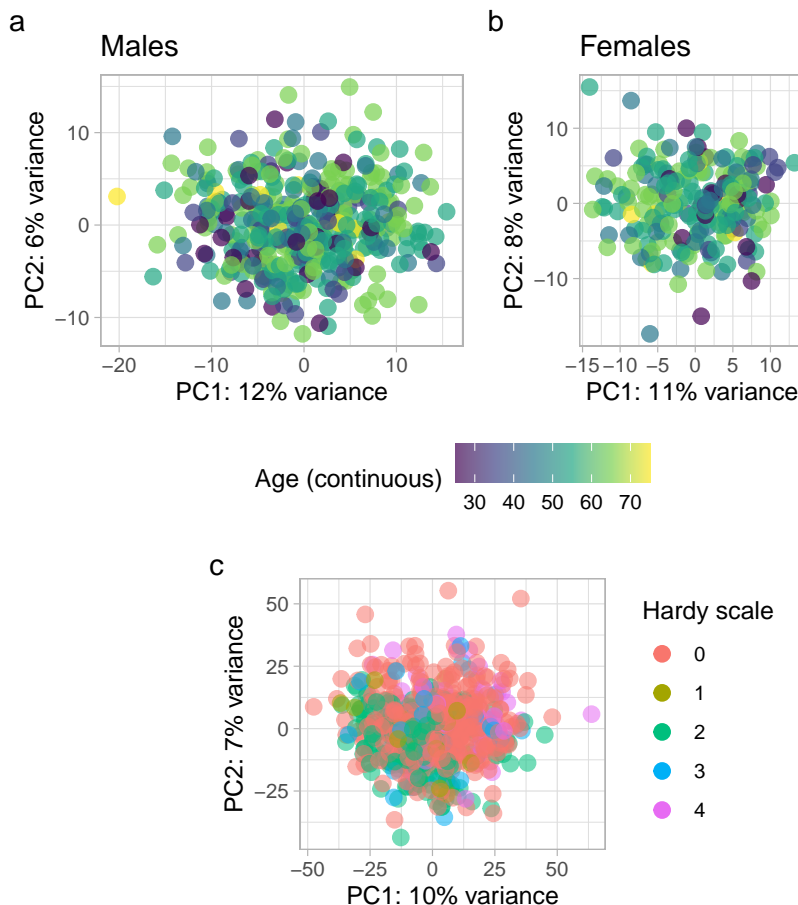 a
Males
10
0
−10
−20
−10
0
10
PC2: 6% variance
PC1: 12% variance
b
Females
10
0
−10
−15
−10
−5
0
5
10
PC2: 8% variance
PC1: 11% variance
Age (continuous)
30 40 50 60 70
c
50
25
0
−25
−50
−25
0
25
50
PC2: 7% variance
PC1: 10% variance
Hardy scale
0
1
2
3
4